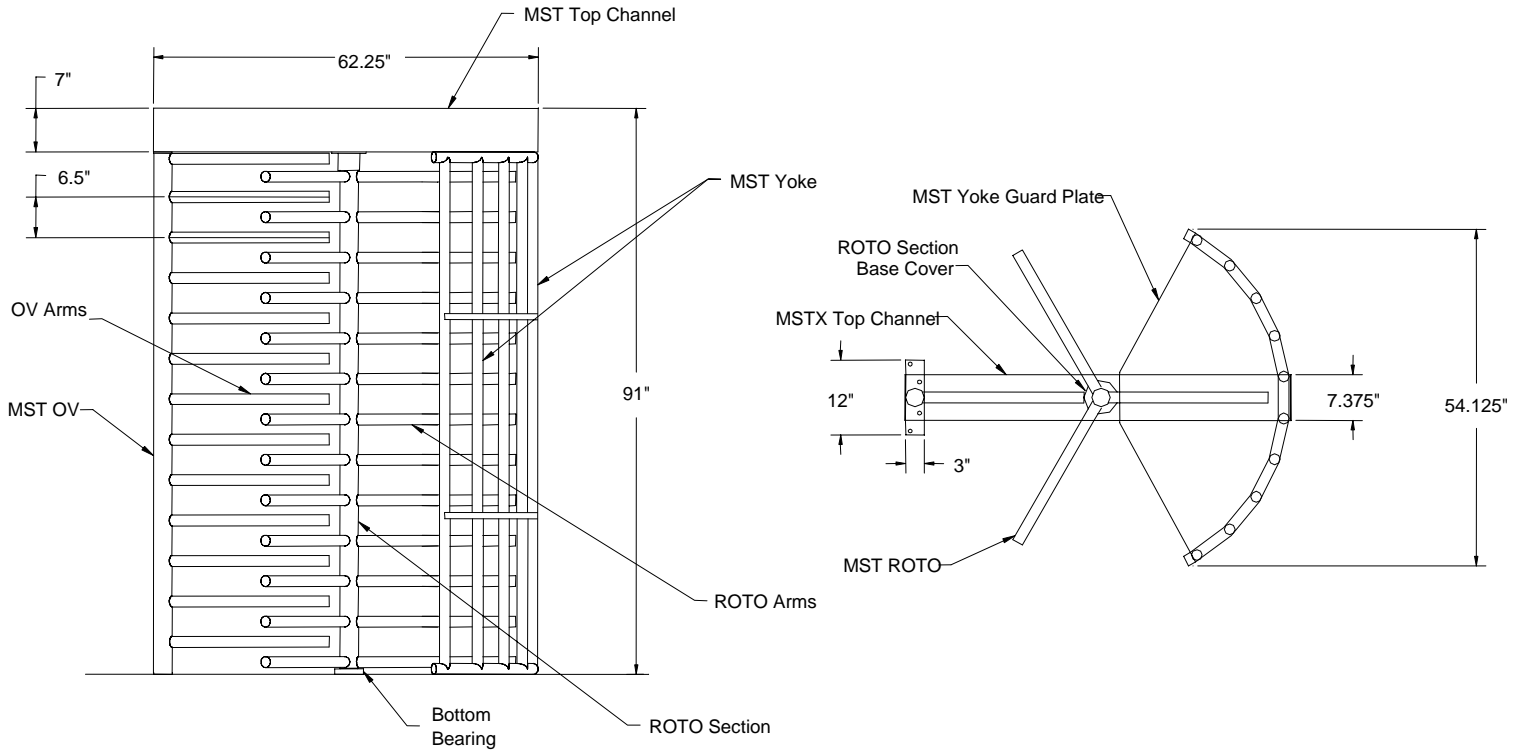 MST Top Channel
62.25"
7"
6.5"
MST Yoke
OV Arms
MST OV
91"
ROTO Arms
ROTO Section
Bottom
Bearing
MST Yoke Guard Plate
ROTO Section
Base Cover
MSTX Top Channel
12"
3"
7.375"
54.125"
MST ROTO